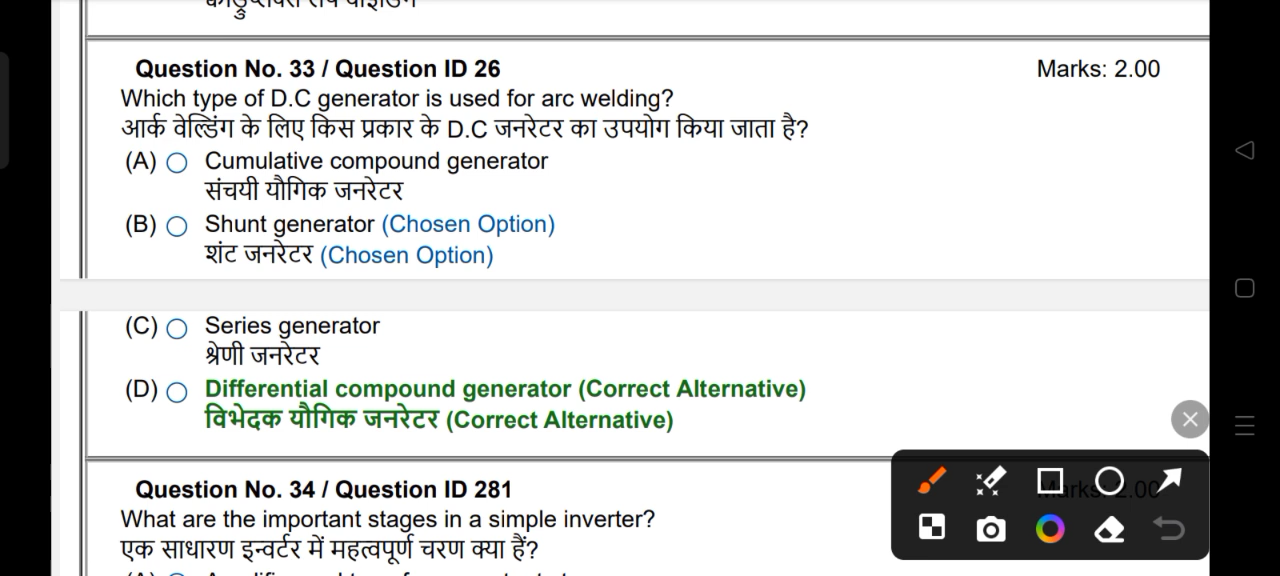 Question No. 33 / Question ID 26
Marks: 2.00
Which type of D.C generator is used for arc welding?
आर्क वेल्डिंग के लिए किस प्रकार के D.C जनरेटर का उपयोग किया जाता है?
(A) Cumulative compound generator
संचयी यौगिक जनरेटर
(B) Shunt generator (Chosen Option)
शंट जनरेटर (Chosen Option)
(C) Series generator
श्रेणी जनरेटर
(D) Differential compound generator (Correct Alternative)
विभेदक यौगिक जनरेटर (Correct Alternative)
Question No. 34 / Question ID 281
Marks: 2.00
What are the important stages in a simple inverter?
एक साधारण इन्वर्टर में महत्वपूर्ण चरण क्या हैं?